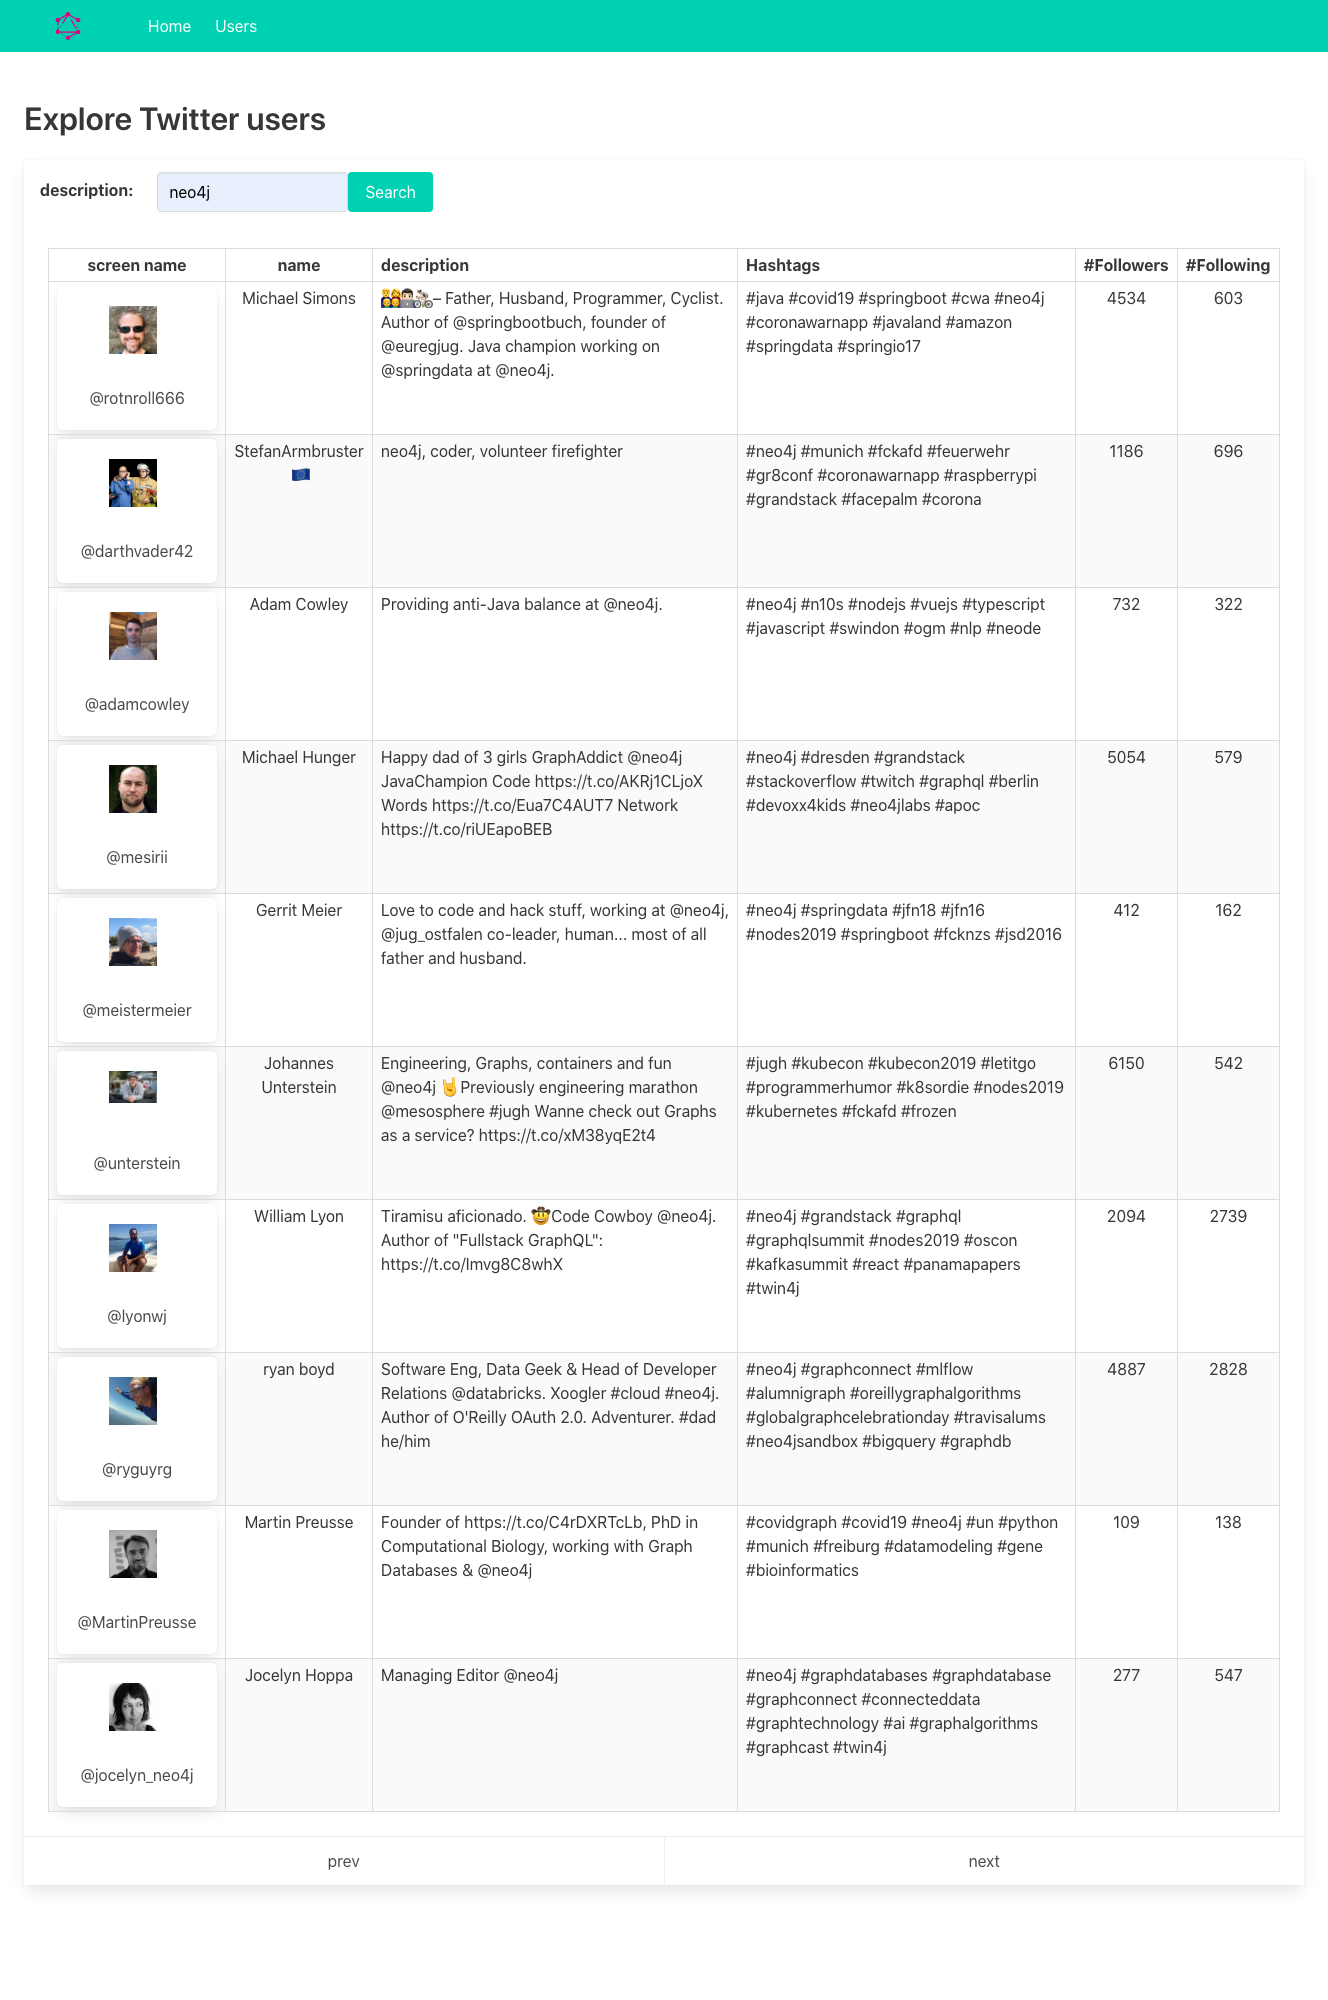 Home Users
Explore Twitter users
description: neo4j Search
screen name name description Hashtags #Followers #Following
@rotnroll666
Michael Simons
👨‍👩‍👧‍👦👨🏻‍💻🚴🏻– Father, Husband, Programmer, Cyclist.
Author of @springbootbuch, founder of
@euregjug. Java champion working on
@springdata at @neo4j.
#java #covid19 #springboot #cwa #neo4j
#coronawarnapp #javaland #amazon
#springdata #springio17
4534
603
@darthvader42
StefanArmbruster
🇪🇺
neo4j, coder, volunteer firefighter
#neo4j #munich #fckafd #feuerwehr
#gr8conf #coronawarnapp #raspberrypi
#grandstack #facepalm #corona
1186
696
@adamcowley
Adam Cowley
Providing anti-Java balance at @neo4j.
#neo4j #n10s #nodejs #vuejs #typescript
#javascript #swindon #ogm #nlp #neode
732
322
@mesirii
Michael Hunger
Happy dad of 3 girls GraphAddict @neo4j
JavaChampion Code https://t.co/AKRj1CLjoX
Words https://t.co/Eua7C4AUT7 Network
https://t.co/riUEapoBEB
#neo4j #dresden #grandstack
#stackoverflow #twitch #graphql #berlin
#devoxx4kids #neo4jlabs #apoc
5054
579
@meistermeier
Gerrit Meier
Love to code and hack stuff, working at @neo4j,
@jug_ostfalen co-leader, human... most of all
father and husband.
#neo4j #springdata #jfn18 #jfn16
#nodes2019 #springboot #fcknzs #jsd2016
412
162
@unterstein
Johannes
Unterstein
Engineering, Graphs, containers and fun
@neo4j 🤘Previously engineering marathon
@mesosphere #jugh Wanne check out Graphs
as a service? https://t.co/xM38yqE2t4
#jugh #kubecon #kubecon2019 #letitgo
#programmerhumor #k8sordie #nodes2019
#kubernetes #fckafd #frozen
6150
542
@lyonwj
William Lyon
Tiramisu aficionado. 🤠Code Cowboy @neo4j.
Author of "Fullstack GraphQL":
https://t.co/lmvg8C8whX
#neo4j #grandstack #graphql
#graphqlsummit #nodes2019 #oscon
#kafkasummit #react #panamapapers
#twin4j
2094
2739
@ryguyrg
ryan boyd
Software Eng, Data Geek & Head of Developer
Relations @databricks. Xoogler #cloud #neo4j.
Author of O'Reilly OAuth 2.0. Adventurer. #dad
he/him
#neo4j #graphconnect #mlflow
#alumnigraph #oreillygraphalgorithms
#globalgraphcelebrationday #travisalums
#neo4jsandbox #bigquery #graphdb
4887
2828
@MartinPreusse
Martin Preusse
Founder of https://t.co/C4rDXRTcLb, PhD in
Computational Biology, working with Graph
Databases & @neo4j
#covidgraph #covid19 #neo4j #un #python
#munich #freiburg #datamodeling #gene
#bioinformatics
109
138
@jocelyn_neo4j
Jocelyn Hoppa
Managing Editor @neo4j
#neo4j #graphdatabases #graphdatabase
#graphconnect #connecteddata
#graphtechnology #ai #graphalgorithms
#graphcast #twin4j
277
547
prev next